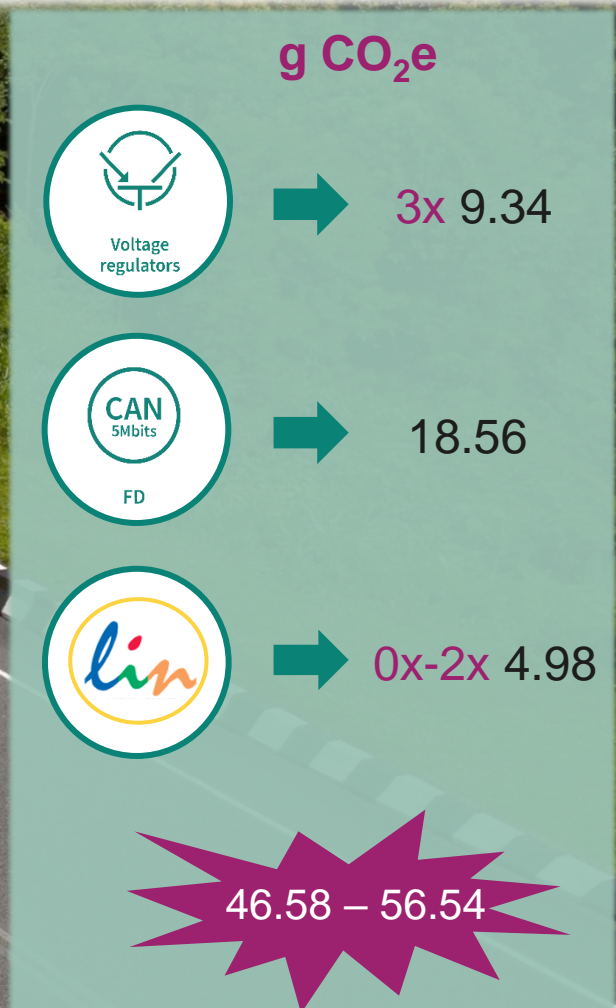 g CO₂e
Voltage
regulators
3x 9.34
CAN
5Mbits
FD
18.56
lin
0x-2x 4.98
46.58 – 56.54